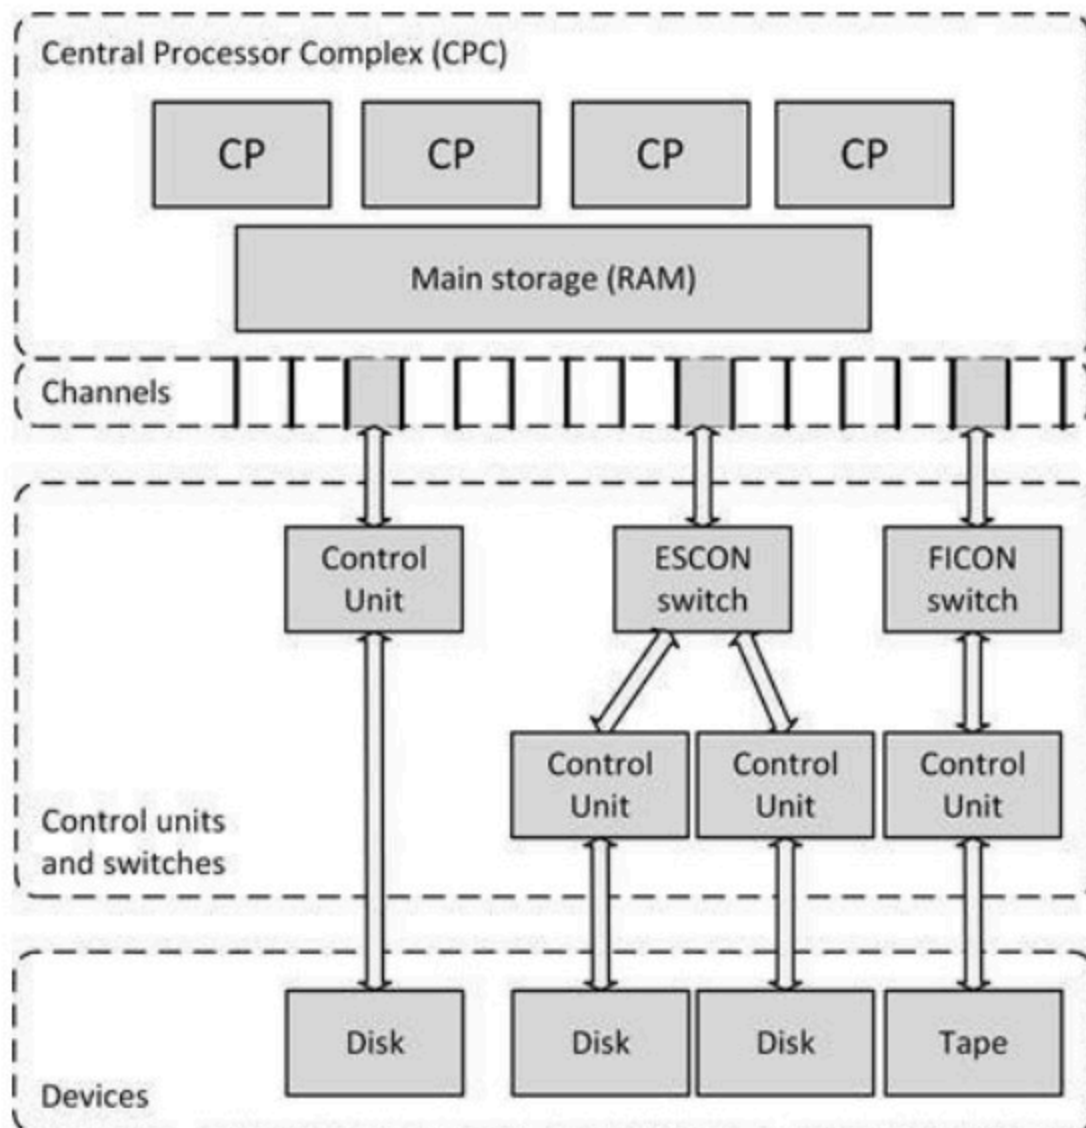 Central Processor Complex (CPC)
CP
CP
CP
CP
Main storage (RAM)
Channels
Control
Unit
ESCON
switch
FICON
switch
Control
Unit
Control
Unit
Control
Unit
Control units
and switches
Disk
Disk
Disk
Tape
Devices